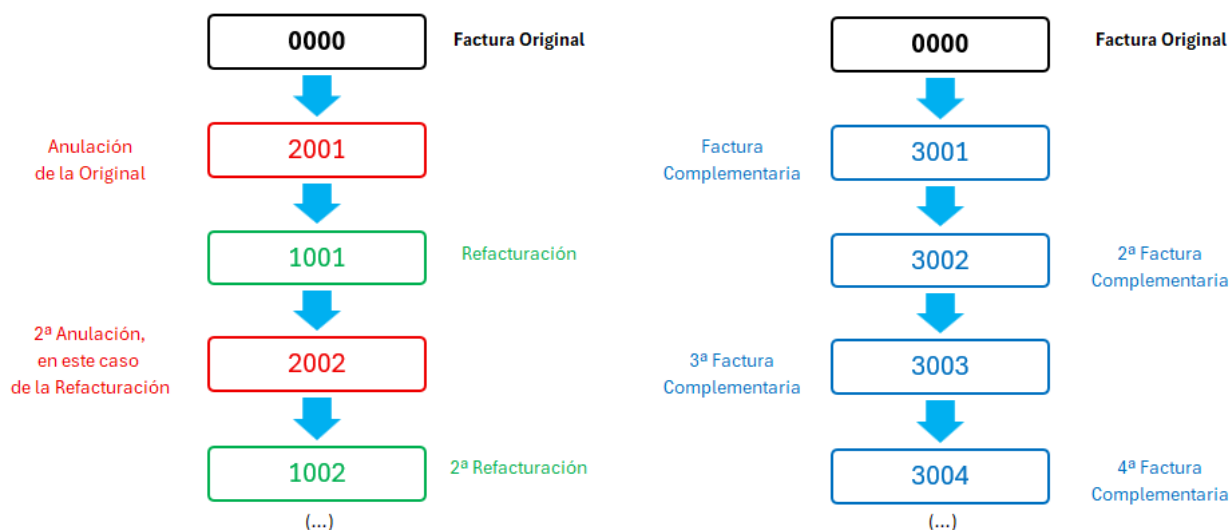 0000
Factura Original
Anulación
de la Original
2001
1001
Refacturación
2ª Anulación,
en este caso
de la Refacturación
2002
1002
2ª Refacturación
(...)
0000
Factura Original
Factura
Complementaria
3001
3002
2ª Factura
Complementaria
3ª Factura
Complementaria
3003
3004
4ª Factura
Complementaria
(...)